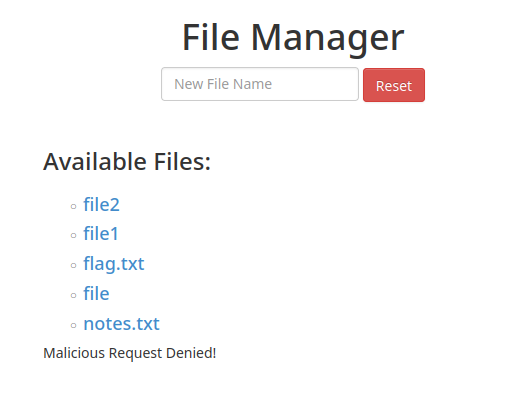 File Manager
New File Name Reset
Available Files:
file2
file1
flag.txt
file
notes.txt
Malicious Request Denied!